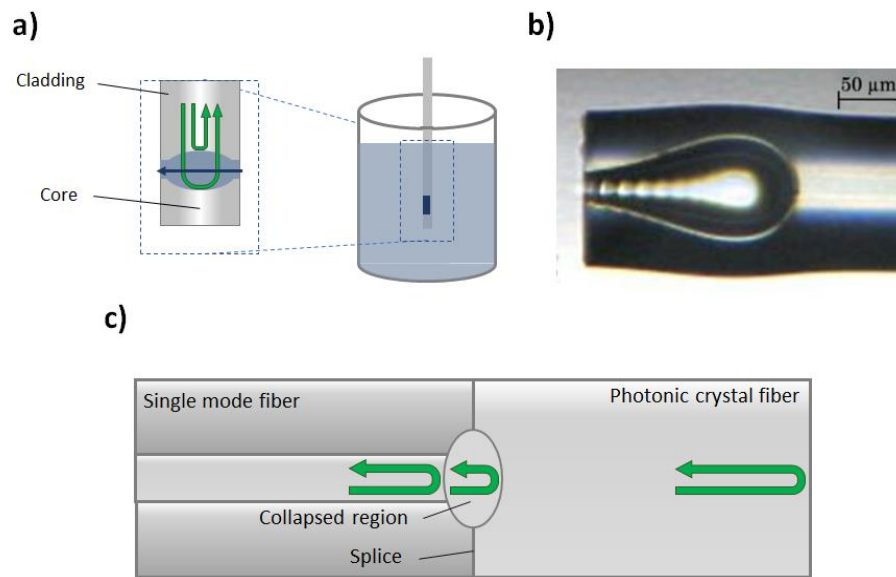 a)
Cladding
Core
b)
50 µm
c)
Single mode fiber
Photonic crystal fiber
Collapsed region
Splice